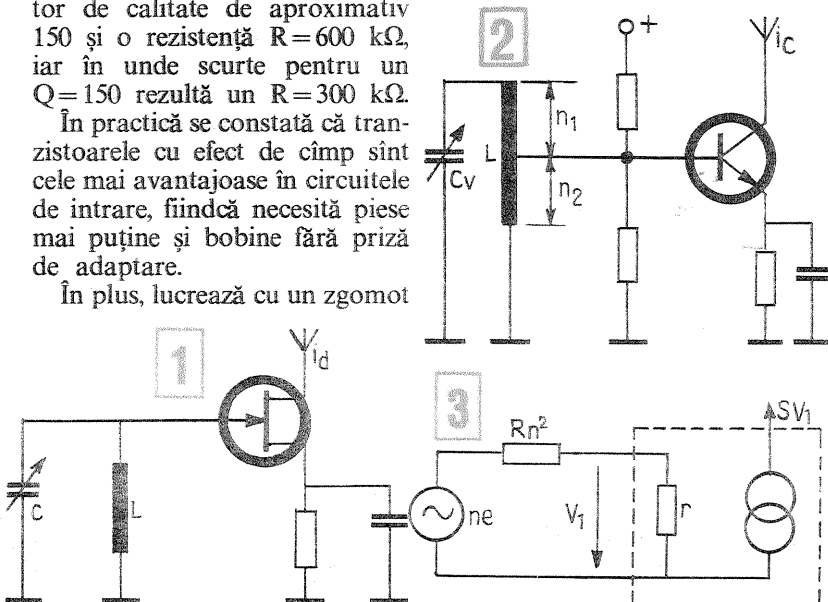 tor de calitate de aproximativ
150 și o rezistență R=600 kΩ,
iar în unde scurte pentru un
Q=150 rezultă un R=300 kΩ.
În practică se constată că tran-
zistoarele cu efect de cîmp sînt
cele mai avantajoase în circuitele
de intrare, fiindcă necesită piese
mai puține și bobine fără priză
de adaptare.
În plus, lucrează cu un zgomot
2
+
ic
n1
L
Cv
n2
1
id
C
L
3
Rn²
SV1
ne
V1
r